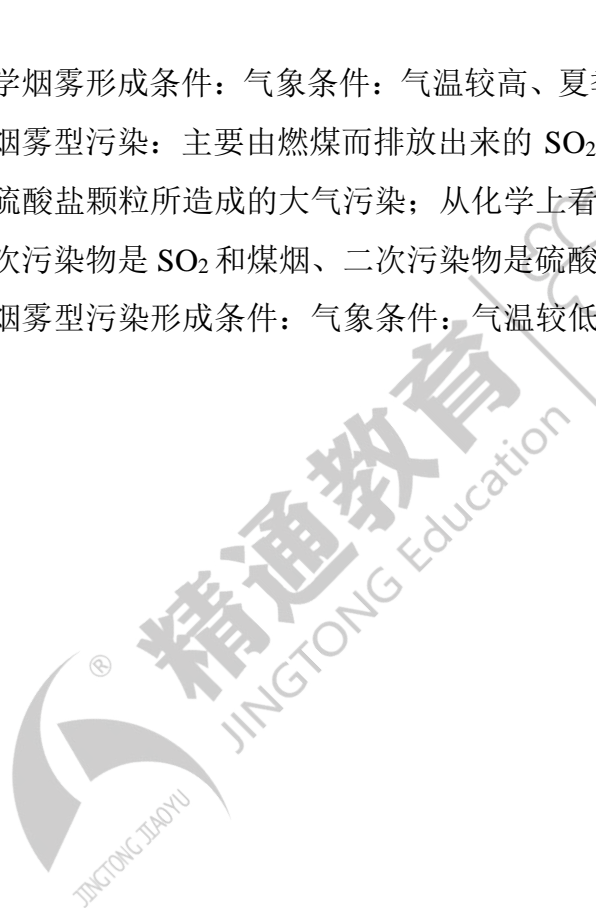 学烟雾形成条件：气象条件：气温较高、夏季
烟雾型污染：主要由燃煤而排放出来的 SO₂
硫酸盐颗粒所造成的大气污染；从化学上看
次污染物是 SO₂ 和煤烟、二次污染物是硫酸
烟雾型污染形成条件：气象条件：气温较低
精通教育
JINGTONG Education
®
JINGTONG JIAOYU